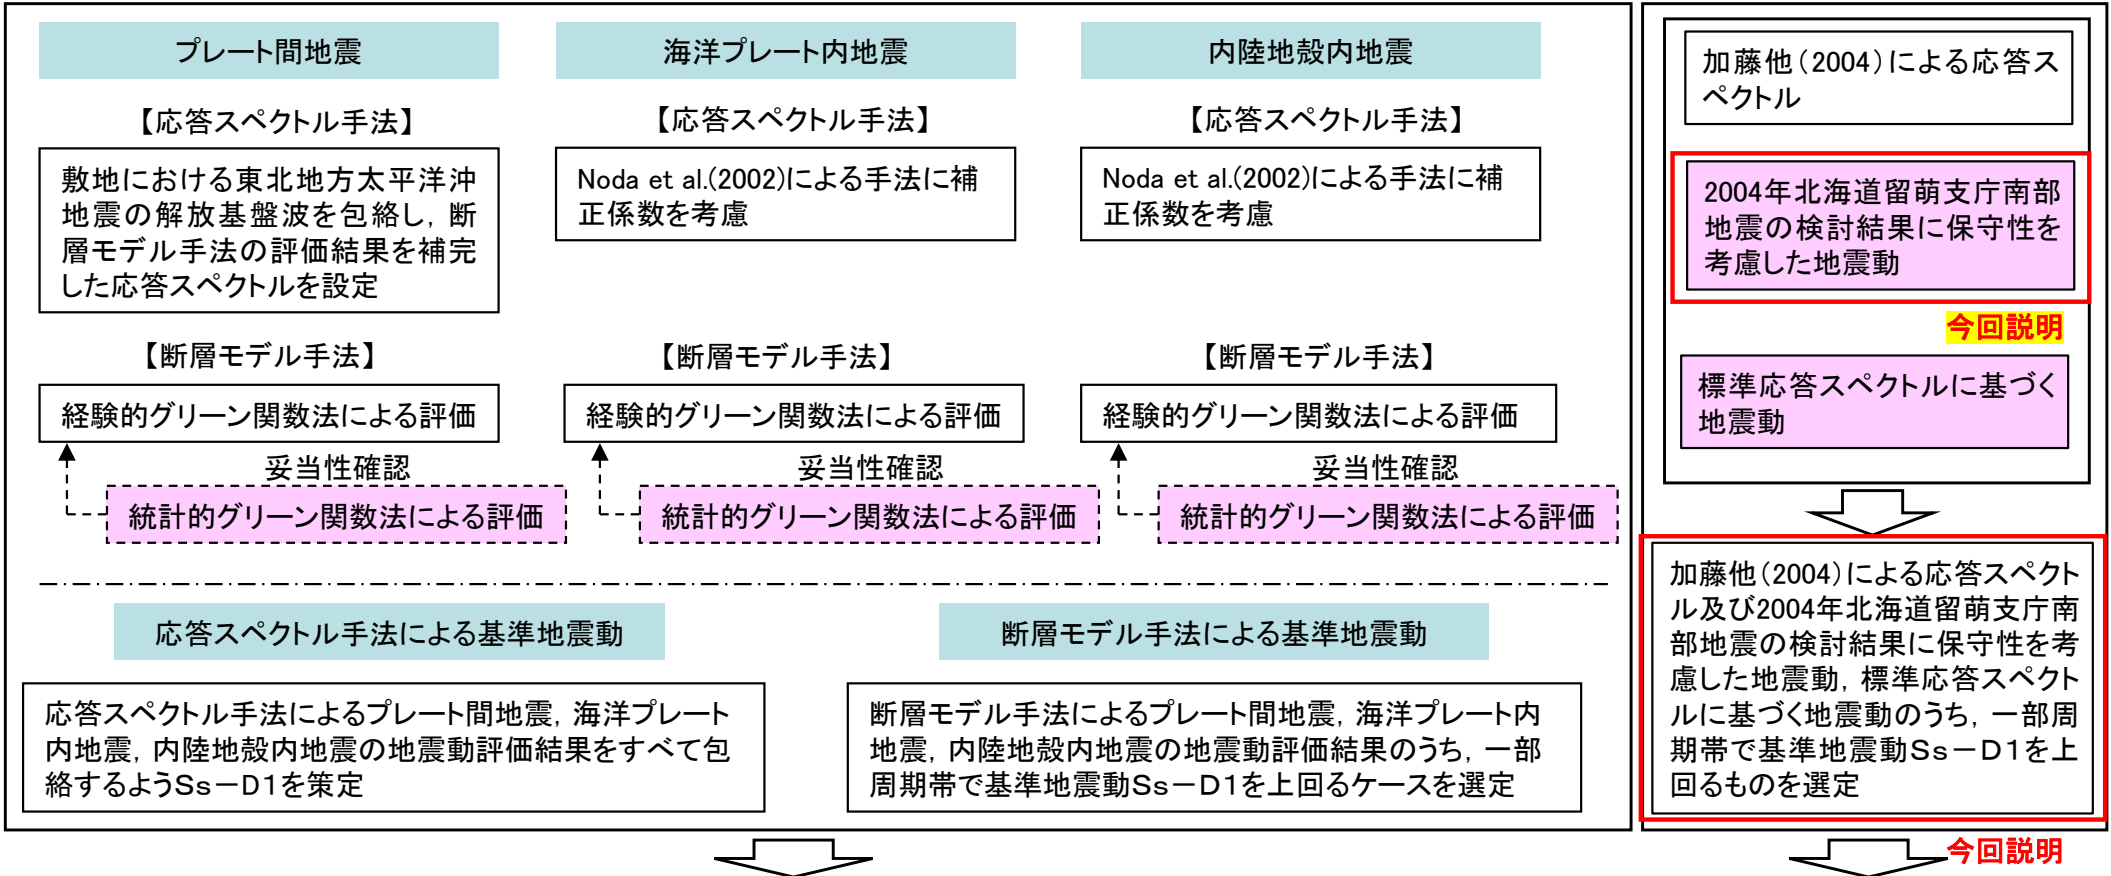 プレート間地震
【応答スペクトル手法】
敷地における東北地方太平洋沖
地震の解放基盤波を包絡し，断
層モデル手法の評価結果を補完
した応答スペクトルを設定
【断層モデル手法】
経験的グリーン関数法による評価
妥当性確認
統計的グリーン関数法による評価
海洋プレート内地震
【応答スペクトル手法】
Noda et al.(2002)による手法に補
正係数を考慮
【断層モデル手法】
経験的グリーン関数法による評価
妥当性確認
統計的グリーン関数法による評価
内陸地殻内地震
【応答スペクトル手法】
Noda et al.(2002)による手法に補
正係数を考慮
【断層モデル手法】
経験的グリーン関数法による評価
妥当性確認
統計的グリーン関数法による評価
応答スペクトル手法による基準地震動
応答スペクトル手法によるプレート間地震，海洋プレート
内地震，内陸地殻内地震の地震動評価結果をすべて包
絡するようSs－D1を策定
断層モデル手法による基準地震動
断層モデル手法によるプレート間地震，海洋プレート内
地震，内陸地殻内地震の地震動評価結果のうち，一部
周期帯で基準地震動Ss－D1を上回るケースを選定
加藤他（2004）による応答ス
ペクトル
2004年北海道留萌支庁南部
地震の検討結果に保守性を
考慮した地震動
今回説明
標準応答スペクトルに基づく
地震動
加藤他（2004）による応答スペクト
ル及び2004年北海道留萌支庁南
部地震の検討結果に保守性を考
慮した地震動，標準応答スペクト
ルに基づく地震動のうち，一部周
期帯で基準地震動Ss－D1を上
回るものを選定
今回説明